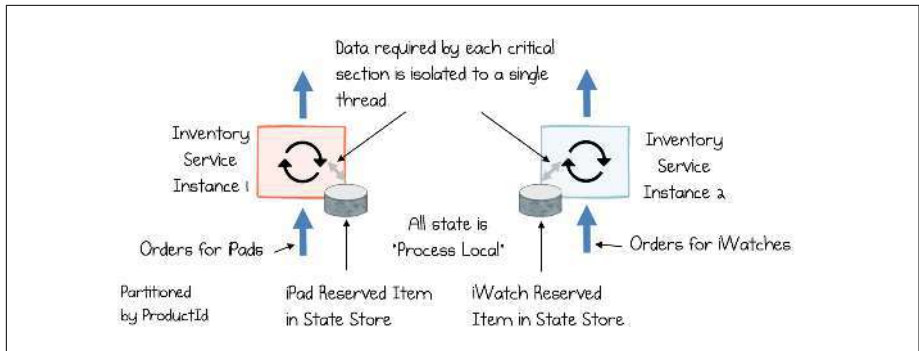 Data required by each critical
section is isolated to a single
thread.
Inventory
Service
Instance 1
Inventory
Service
Instance 2
All state is
"Process Local"
Orders for iPads
Orders for iWatches
Partitioned
by ProductId
iPad Reserved Item
in State Store
iWatch Reserved
Item in State Store